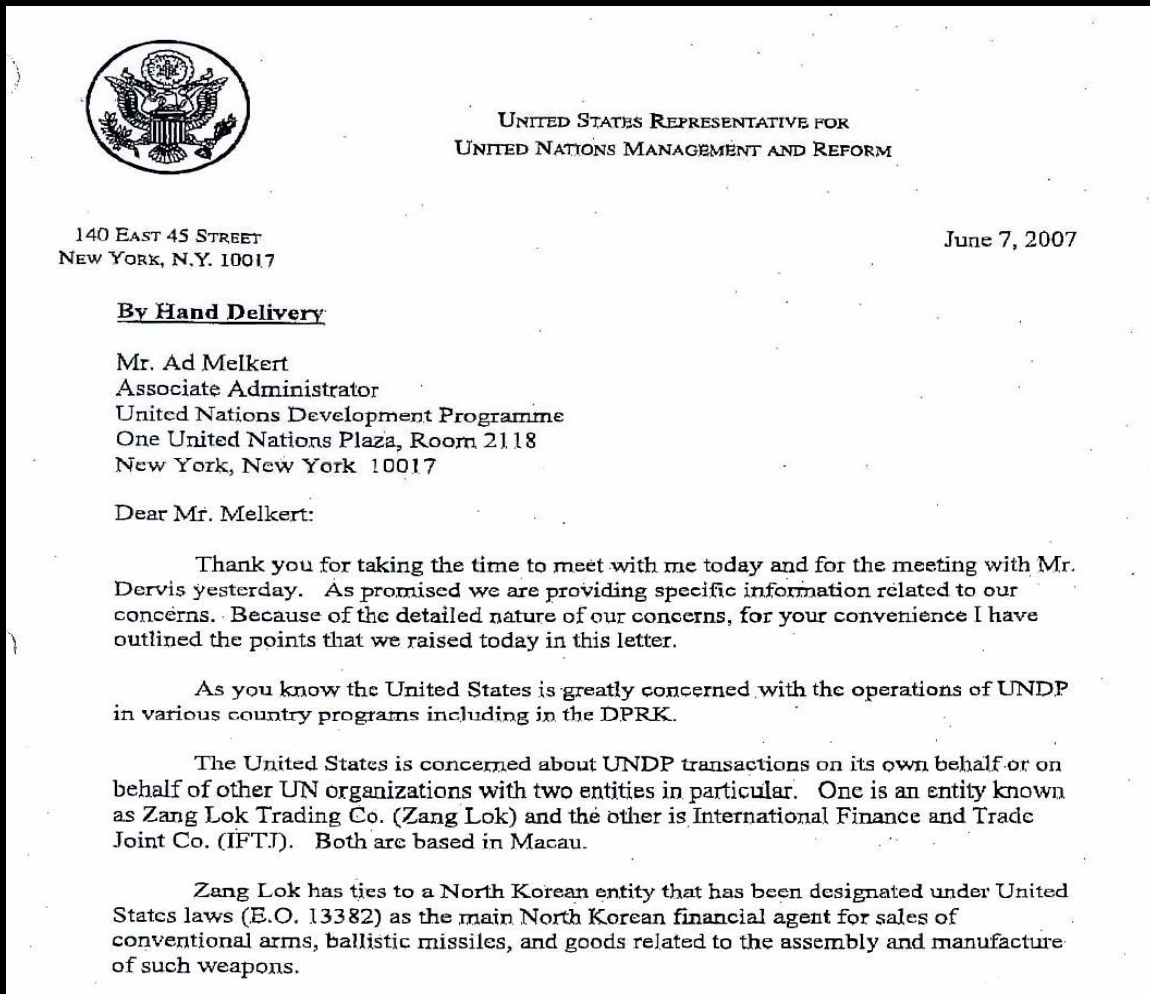 UNITED STATES REPRESENTATIVE FOR
UNITED NATIONS MANAGEMENT AND REFORM
140 EAST 45 STREET
NEW YORK, N.Y. 10017
June 7, 2007
By Hand Delivery
Mr. Ad Melkert
Associate Administrator
United Nations Development Programme
One United Nations Plaza, Room 2118
New York, New York 10017
Dear Mr. Melkert:
Thank you for taking the time to meet with me today and for the meeting with Mr.
Dervis yesterday. As promised we are providing specific information related to our
concerns. Because of the detailed nature of our concerns, for your convenience I have
outlined the points that we raised today in this letter.
As you know the United States is greatly concerned with the operations of UNDP
in various country programs including in the DPRK.
The United States is concerned about UNDP transactions on its own behalf or on
behalf of other UN organizations with two entities in particular. One is an entity known
as Zang Lok Trading Co. (Zang Lok) and the other is International Finance and Trade
Joint Co. (IFTJ). Both are based in Macau.
Zang Lok has ties to a North Korean entity that has been designated under United
States laws (E.O. 13382) as the main North Korean financial agent for sales of
conventional arms, ballistic missiles, and goods related to the assembly and manufacture
of such weapons.